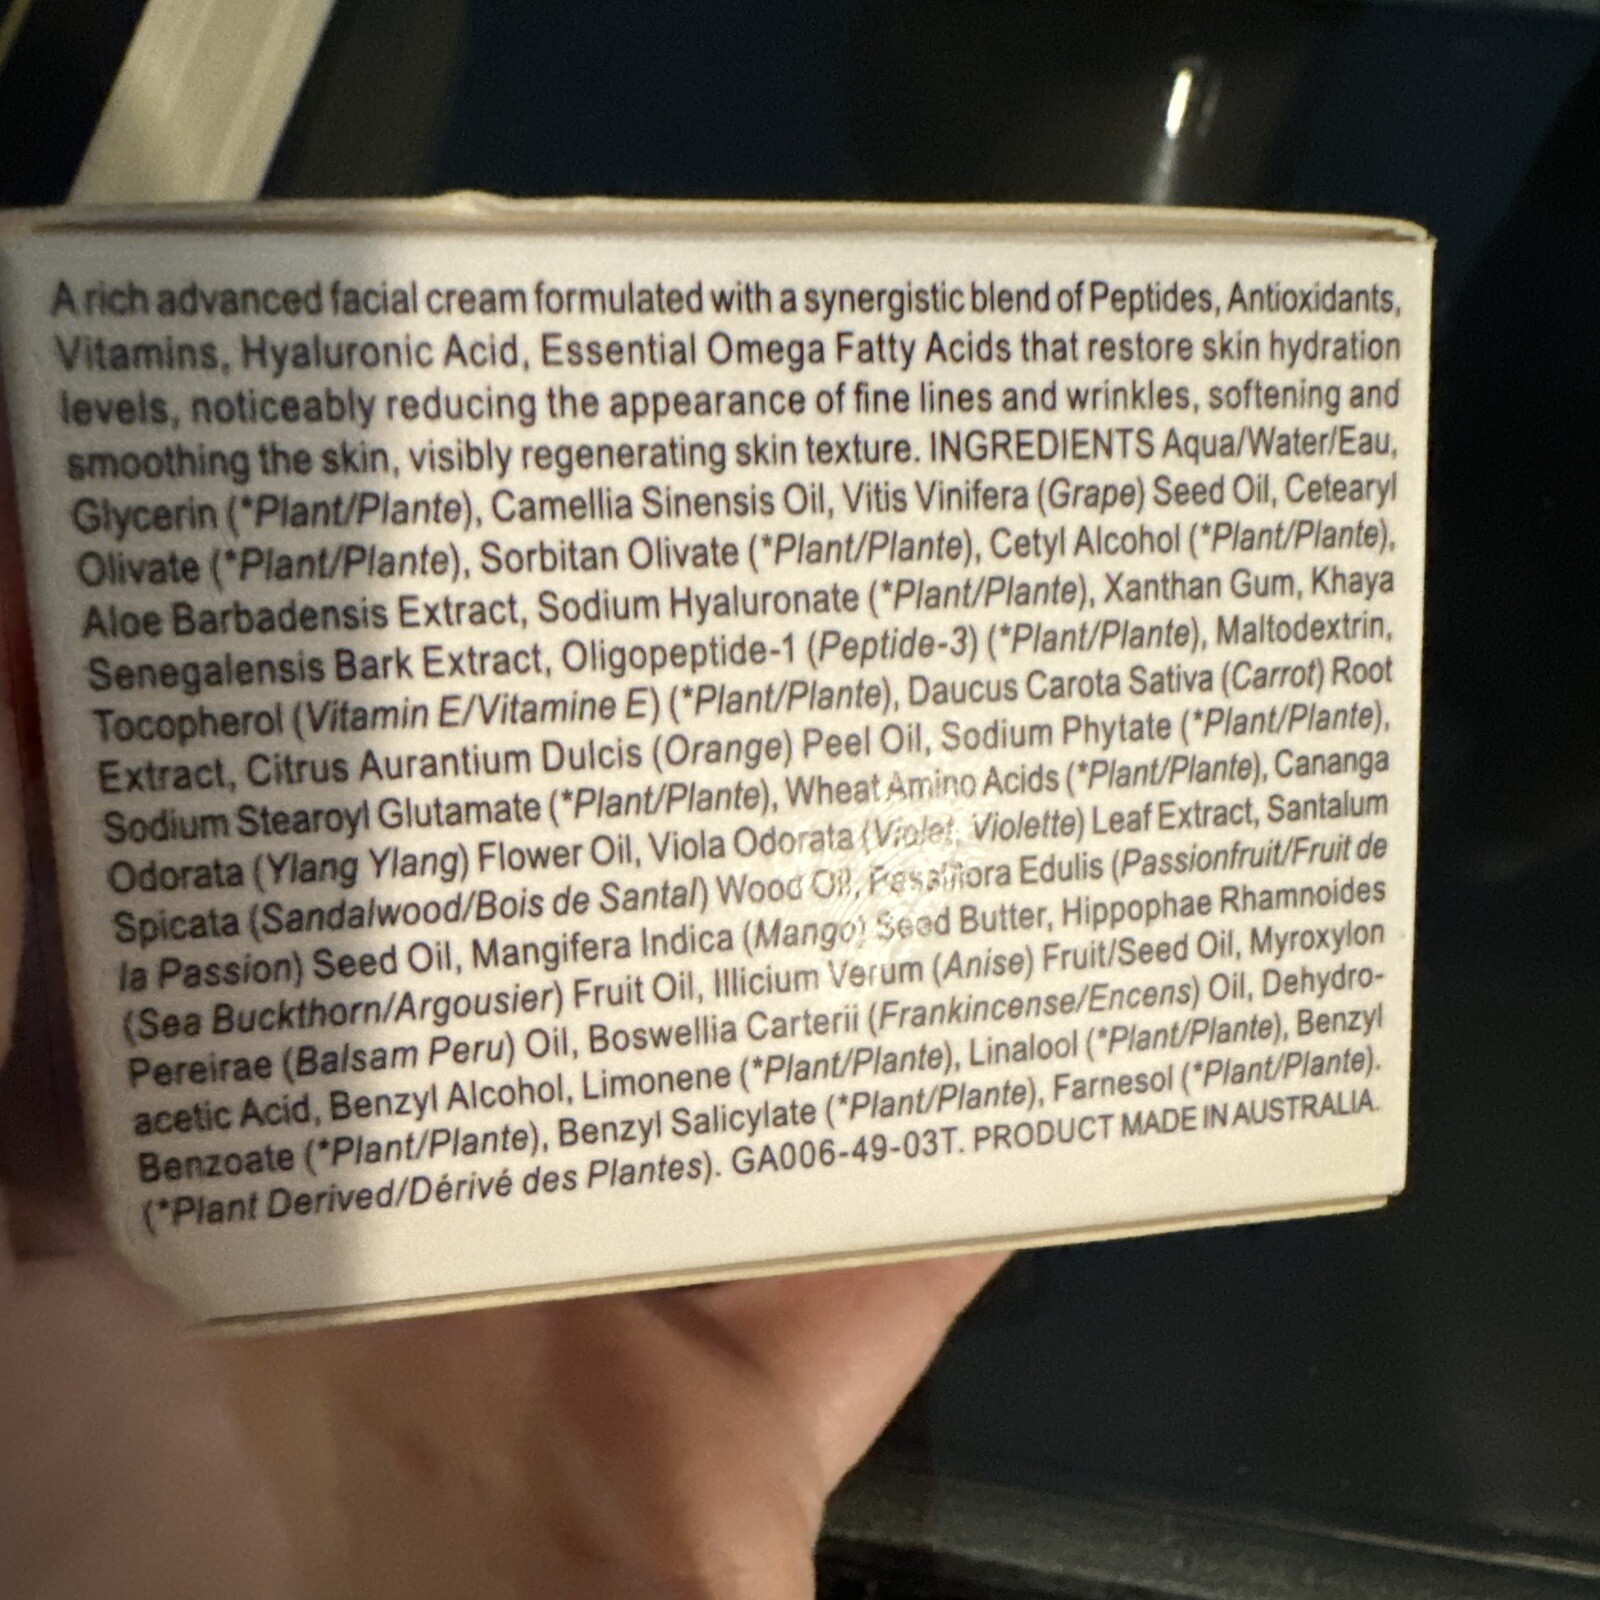 A rich advanced facial cream formulated with a synergistic blend of Peptides, Antioxidants,
Vitamins, Hyaluronic Acid, Essential Omega Fatty Acids that restore skin hydration
levels, noticeably reducing the appearance of fine lines and wrinkles, softening and
smoothing the skin, visibly regenerating skin texture. INGREDIENTS Aqua/Water/Eau,
Glycerin (*Plant/Plante), Camellia Sinensis Oil, Vitis Vinifera (Grape) Seed Oil, Cetearyl
Olivate (*Plant/Plante), Sorbitan Olivate (*Plant/Plante), Cetyl Alcohol (*Plant/Plante),
Aloe Barbadensis Extract, Sodium Hyaluronate (*Plant/Plante), Xanthan Gum, Khaya
Senegalensis Bark Extract, Oligopeptide-1 (Peptide-3) (*Plant/Plante), Maltodextrin,
Tocopherol (Vitamin E/Vitamine E) (*Plant/Plante), Daucus Carota Sativa (Carrot) Root
Extract, Citrus Aurantium Dulcis (Orange) Peel Oil, Sodium Phytate (*Plant/Plante),
Sodium Stearoyl Glutamate (*Plant/Plante), Wheat Amino Acids (*Plant/Plante), Cananga
Odorata (Ylang Ylang) Flower Oil, Viola Odorata (Violet, Violette) Leaf Extract, Santalum
Spicata (Sandalwood/Bois de Santal) Wood Oil, Passiflora Edulis (Passionfruit/Fruit de
la Passion) Seed Oil, Mangifera Indica (Mango) Seed Butter, Hippophae Rhamnoides
(Sea Buckthorn/Argousier) Fruit Oil, Illicium Verum (Anise) Fruit/Seed Oil, Myroxylon
Pereirae (Balsam Peru) Oil, Boswellia Carterii (Frankincense/Encens) Oil, Dehydro-
acetic Acid, Benzyl Alcohol, Limonene (*Plant/Plante), Linalool (*Plant/Plante), Benzyl
Benzoate (*Plant/Plante), Benzyl Salicylate (*Plant/Plante), Farnesol (*Plant/Plante).
(*Plant Derived/Dérivé des Plantes). GA006-49-03T. PRODUCT MADE IN AUSTRALIA.